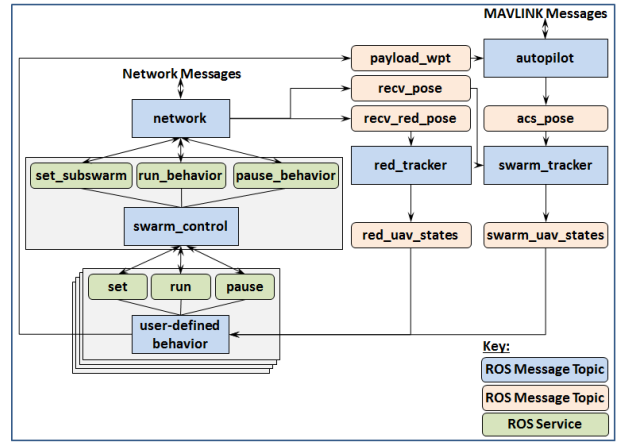 MAVLINK Messages
payload_wpt
autopilot
Network Messages
recv_pose
network
recv_red_pose
acs_pose
set_subswarm
run_behavior
pause_behavior
red_tracker
swarm_tracker
swarm_control
red_uav_states
swarm_uav_states
set
run
pause
user-defined
behavior
Key:
ROS Message Topic
ROS Message Topic
ROS Service